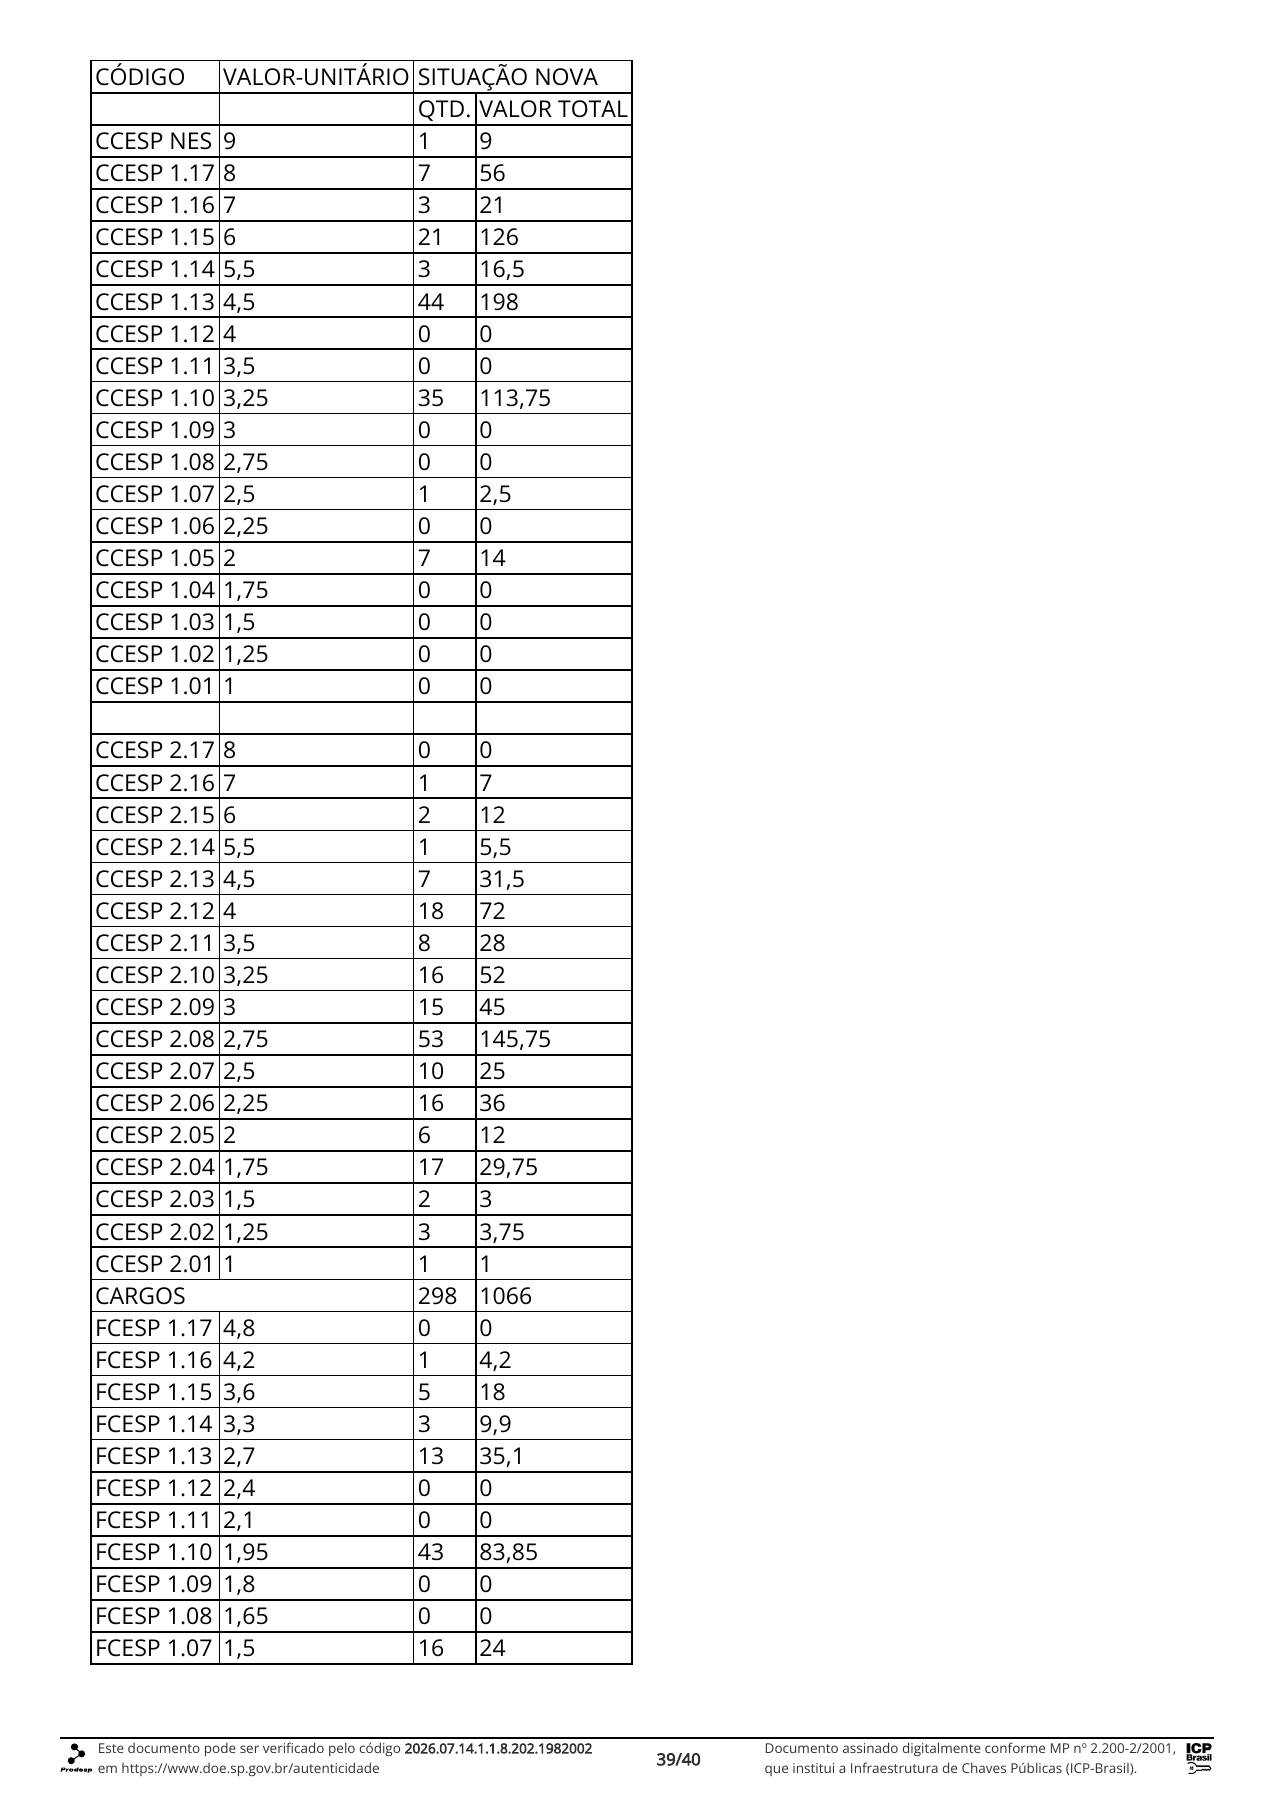 CÓDIGO VALOR-UNITÁRIO SITUAÇÃO NOVA
QTD. VALOR TOTAL
CCESP NES 9 1 9
CCESP 1.17 8 7 56
CCESP 1.16 7 3 21
CCESP 1.15 6 21 126
CCESP 1.14 5,5 3 16,5
CCESP 1.13 4,5 44 198
CCESP 1.12 4 0 0
CCESP 1.11 3,5 0 0
CCESP 1.10 3,25 35 113,75
CCESP 1.09 3 0 0
CCESP 1.08 2,75 0 0
CCESP 1.07 2,5 1 2,5
CCESP 1.06 2,25 0 0
CCESP 1.05 2 7 14
CCESP 1.04 1,75 0 0
CCESP 1.03 1,5 0 0
CCESP 1.02 1,25 0 0
CCESP 1.01 1 0 0
CCESP 2.17 8 0 0
CCESP 2.16 7 1 7
CCESP 2.15 6 2 12
CCESP 2.14 5,5 1 5,5
CCESP 2.13 4,5 7 31,5
CCESP 2.12 4 18 72
CCESP 2.11 3,5 8 28
CCESP 2.10 3,25 16 52
CCESP 2.09 3 15 45
CCESP 2.08 2,75 53 145,75
CCESP 2.07 2,5 10 25
CCESP 2.06 2,25 16 36
CCESP 2.05 2 6 12
CCESP 2.04 1,75 17 29,75
CCESP 2.03 1,5 2 3
CCESP 2.02 1,25 3 3,75
CCESP 2.01 1 1 1
CARGOS 298 1066
FCESP 1.17 4,8 0 0
FCESP 1.16 4,2 1 4,2
FCESP 1.15 3,6 5 18
FCESP 1.14 3,3 3 9,9
FCESP 1.13 2,7 13 35,1
FCESP 1.12 2,4 0 0
FCESP 1.11 2,1 0 0
FCESP 1.10 1,95 43 83,85
FCESP 1.09 1,8 0 0
FCESP 1.08 1,65 0 0
FCESP 1.07 1,5 16 24
Prodesp
Este documento pode ser verificado pelo código 2026.07.14.1.1.8.202.1982002
em https://www.doe.sp.gov.br/autenticidade
39/40
Documento assinado digitalmente conforme MP nº 2.200-2/2001,
que institui a Infraestrutura de Chaves Públicas (ICP-Brasil).
ICP
Brasil